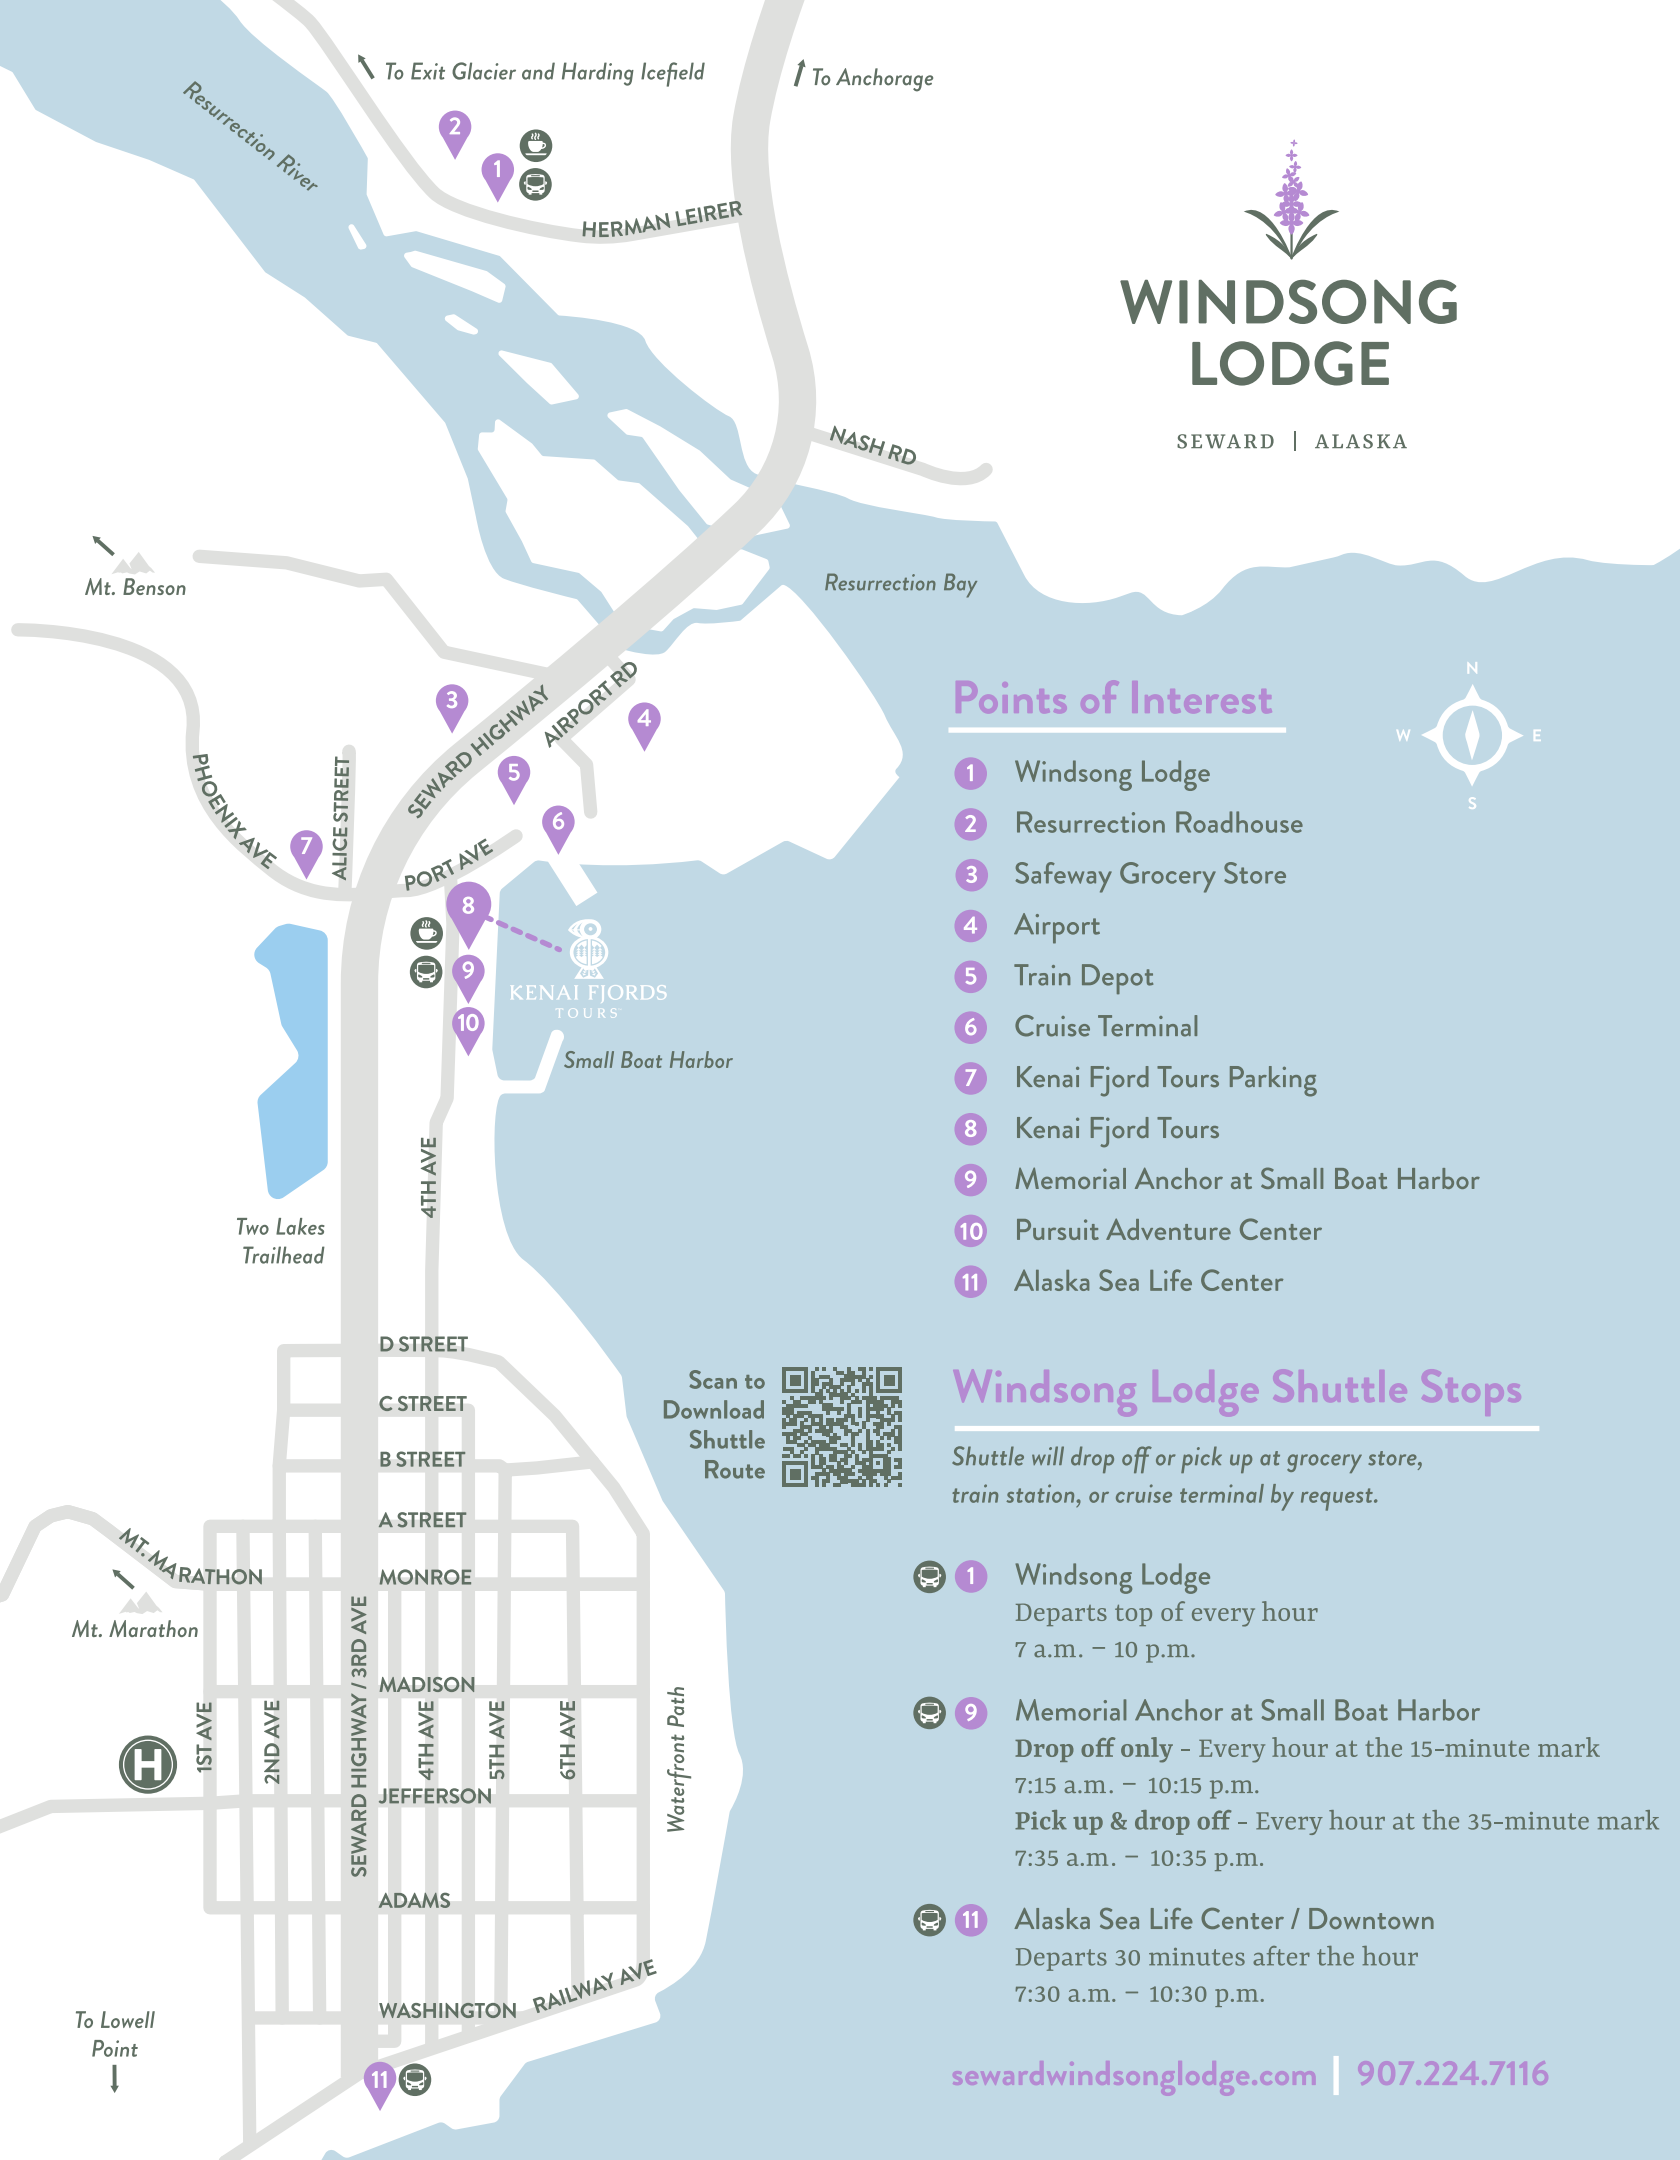 To Exit Glacier and Harding Icefield
To Anchorage
Resurrection River
2
1
HERMAN LEIRER
WINDSONG
LODGE
SEWARD | ALASKA
NASH RD
Mt. Benson
Resurrection Bay
3
SEWARD HIGHWAY
AIRPORT RD
4
5
6
PHOENIX AVE
ALICE STREET
7
PORT AVE
8
9
10
KENAI FJORDS
TOURS
Small Boat Harbor
4TH AVE
Two Lakes
Trailhead
D STREET
C STREET
B STREET
A STREET
MT. MARATHON
MONROE
Mt. Marathon
MADISON
1ST AVE
2ND AVE
SEWARD HIGHWAY / 3RD AVE
4TH AVE
5TH AVE
6TH AVE
Waterfront Path
H
JEFFERSON
ADAMS
WASHINGTON
RAILWAY AVE
To Lowell
Point
11
N
W
E
S
Points of Interest
1 Windsong Lodge
2 Resurrection Roadhouse
3 Safeway Grocery Store
4 Airport
5 Train Depot
6 Cruise Terminal
7 Kenai Fjord Tours Parking
8 Kenai Fjord Tours
9 Memorial Anchor at Small Boat Harbor
10 Pursuit Adventure Center
11 Alaska Sea Life Center
Scan to
Download
Shuttle
Route
Windsong Lodge Shuttle Stops
Shuttle will drop off or pick up at grocery store,
train station, or cruise terminal by request.
1 Windsong Lodge
Departs top of every hour
7 a.m. – 10 p.m.
9 Memorial Anchor at Small Boat Harbor
Drop off only - Every hour at the 15-minute mark
7:15 a.m. – 10:15 p.m.
Pick up & drop off - Every hour at the 35-minute mark
7:35 a.m. – 10:35 p.m.
11 Alaska Sea Life Center / Downtown
Departs 30 minutes after the hour
7:30 a.m. – 10:30 p.m.
sewardwindsonglodge.com | 907.224.7116